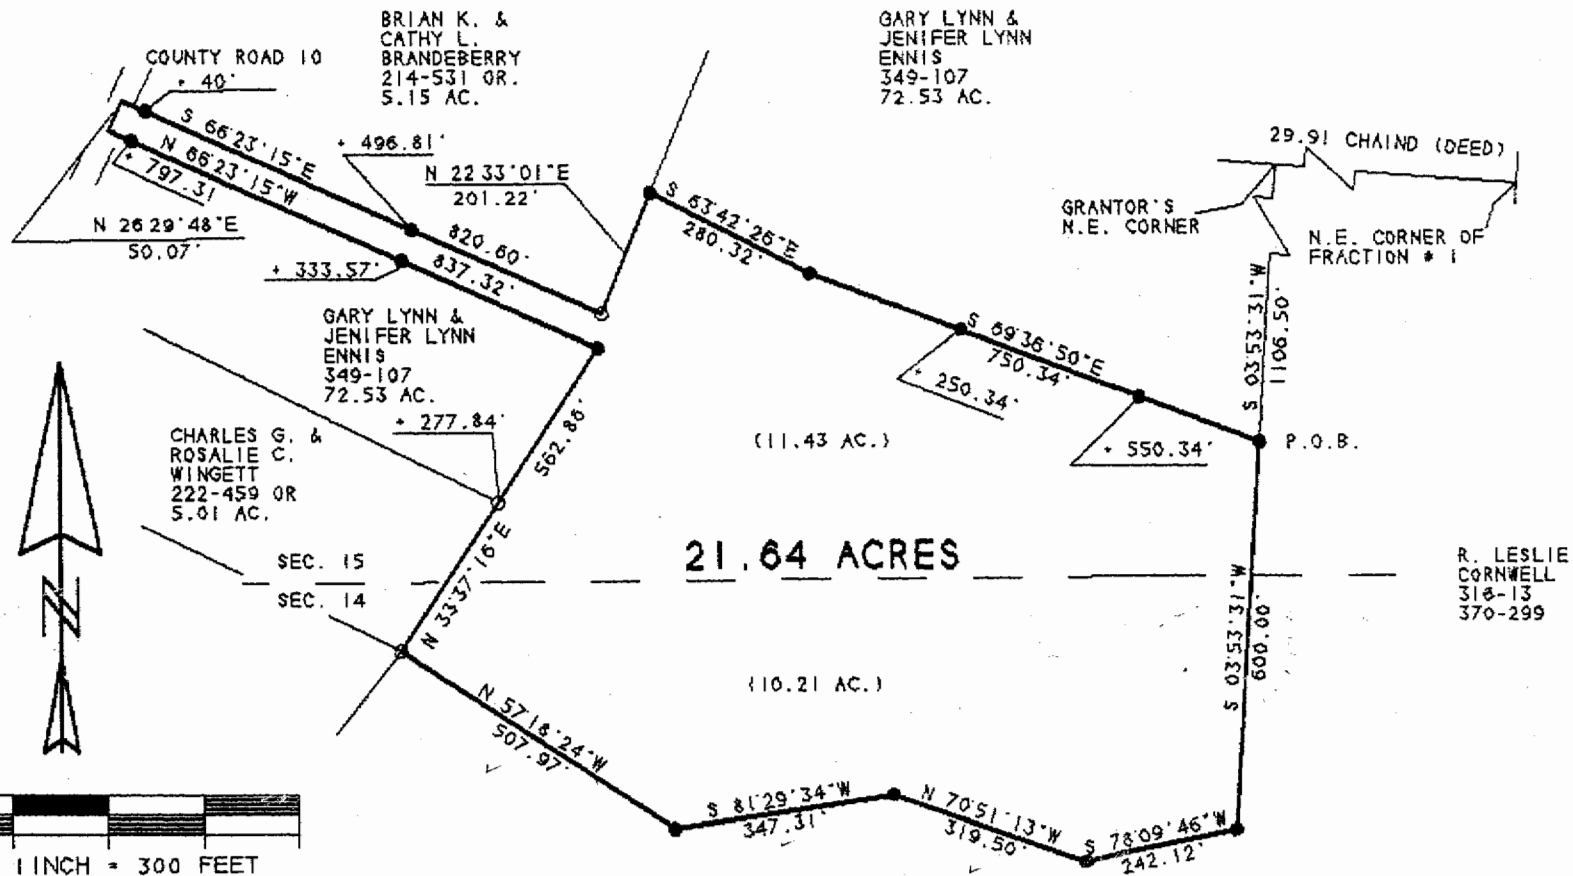 BRIAN K. &
CATHY L.
BRANDEBERRY
214-531 OR.
5.15 AC.
GARY LYNN &
JENIFER LYNN
ENNIS
349-107
72.53 AC.
COUNTY ROAD 10
+ 40'
S 66°23'15"E
+ 496.81'
N 66°23'15"W
+ 797.31
N 22°33'01"E
201.22'
N 26°29'48"E
50.07'
820.60'
837.32'
+ 333.57'
S 63°42'26"E
280.32'
29.91 CHAIND (DEED)
GRANTOR'S
N.E. CORNER
N.E. CORNER OF
FRACTION # 1
S 03°53'31"W
1106.50'
GARY LYNN &
JENIFER LYNN
ENNIS
349-107
72.53 AC.
S 69°36'50"E
750.34'
+ 250.34'
+ 550.34'
P.O.B.
+ 277.84'
562.86'
N 33°37'16"E
(11.43 AC.)
CHARLES G. &
ROSALIE C.
WINGETT
222-459 OR
5.01 AC.
21.64 ACRES
SEC. 15
SEC. 14
R. LESLIE
CORNWELL
316-13
370-299
S 03°53'31"W
600.00'
N
(10.21 AC.)
N 57°18'24"W
507.97'
S 81°29'34"W
347.31'
N 70°51'13"W
319.50'
S 78°09'46"W
242.12'
1 INCH = 300 FEET